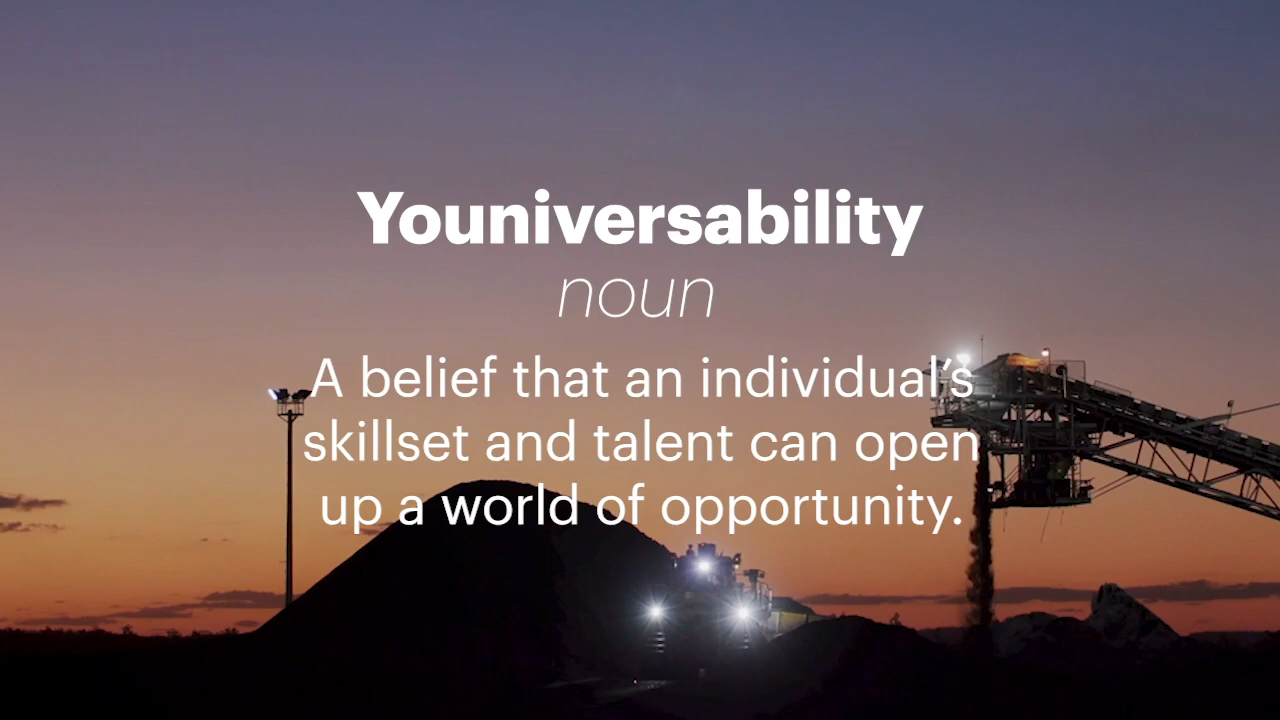 Youniversability
noun
A belief that an individual's
skillset and talent can open
up a world of opportunity.